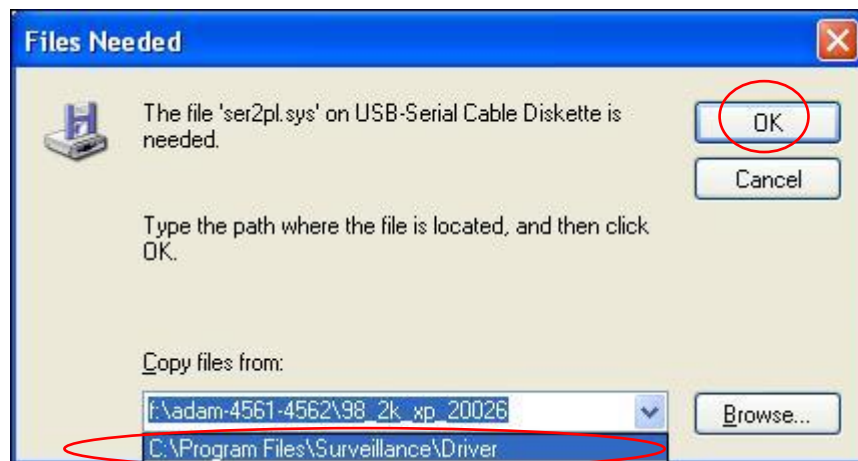 Files Needed
The file 'ser2pl.sys' on USB-Serial Cable Diskette is
needed.
OK
Cancel
Type the path where the file is located, and then click
OK.
Copy files from:
f:\adam-4561-4562\98_2k_xp_20026
Browse...
C:\Program Files\Surveillance\Driver